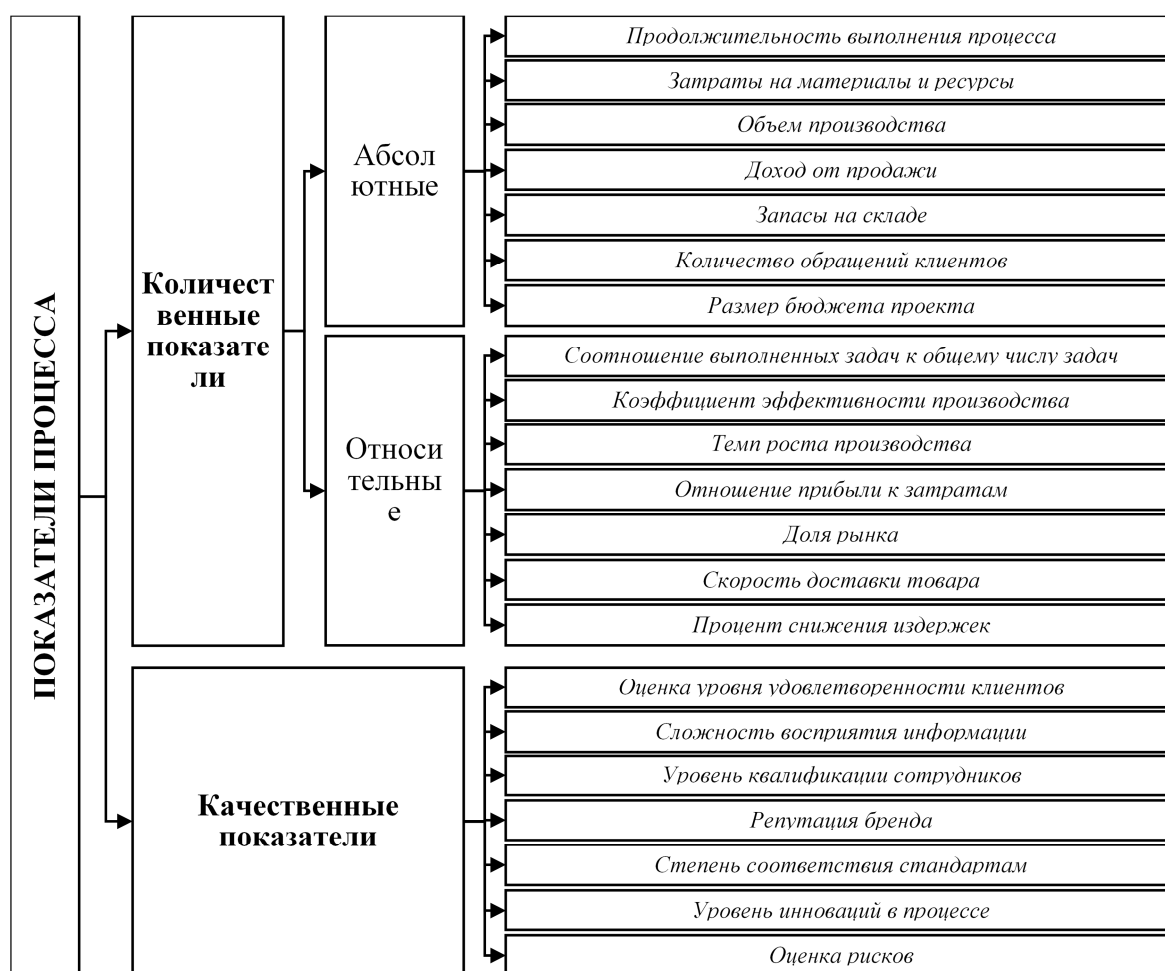 ПОКАЗАТЕЛИ ПРОЦЕССА
Количест
венные
показате
ли
Абсол
ютные
Продолжительность выполнения процесса
Затраты на материалы и ресурсы
Объем производства
Доход от продажи
Запасы на складе
Количество обращений клиентов
Размер бюджета проекта
Относи
тельны
е
Соотношение выполненных задач к общему числу задач
Коэффициент эффективности производства
Темп роста производства
Отношение прибыли к затратам
Доля рынка
Скорость доставки товара
Процент снижения издержек
Качественные
показатели
Оценка уровня удовлетворенности клиентов
Сложность восприятия информации
Уровень квалификации сотрудников
Репутация бренда
Степень соответствия стандартам
Уровень инноваций в процессе
Оценка рисков